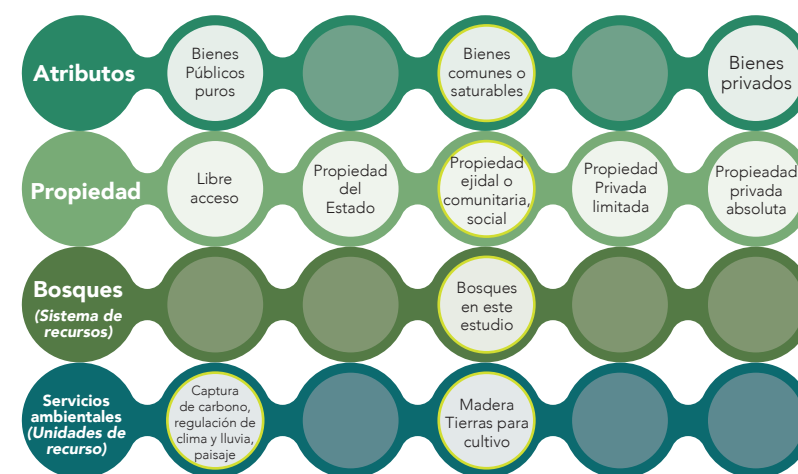 Atributos
Bienes
Públicos
puros
Bienes
comunes o
saturables
Bienes
privados
Propiedad
Libre
acceso
Propiedad
del
Estado
Propiedad
ejidal o
comunitaria,
social
Propiedad
Privada
limitada
Propieadad
privada
absoluta
Bosques
(Sistema de
recursos)
Bosques
en este
estudio
Servicios
ambientales
(Unidades de
recurso)
Captura
de carbono,
regulación de
clima y lluvia,
paisaje
Madera
Tierras para
cultivo